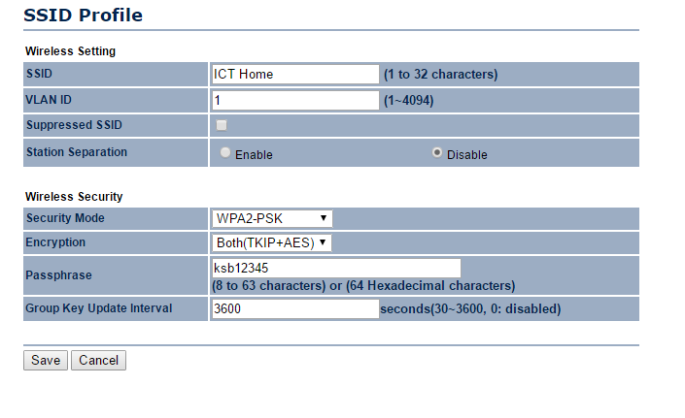 SSID Profile
Wireless Setting
SSID ICT Home (1 to 32 characters)
VLAN ID 1 (1~4094)
Suppressed SSID
Station Separation Enable Disable
Wireless Security
Security Mode WPA2-PSK
Encryption Both(TKIP+AES)
Passphrase ksb12345
(8 to 63 characters) or (64 Hexadecimal characters)
Group Key Update Interval 3600 seconds(30~3600, 0: disabled)
Save Cancel